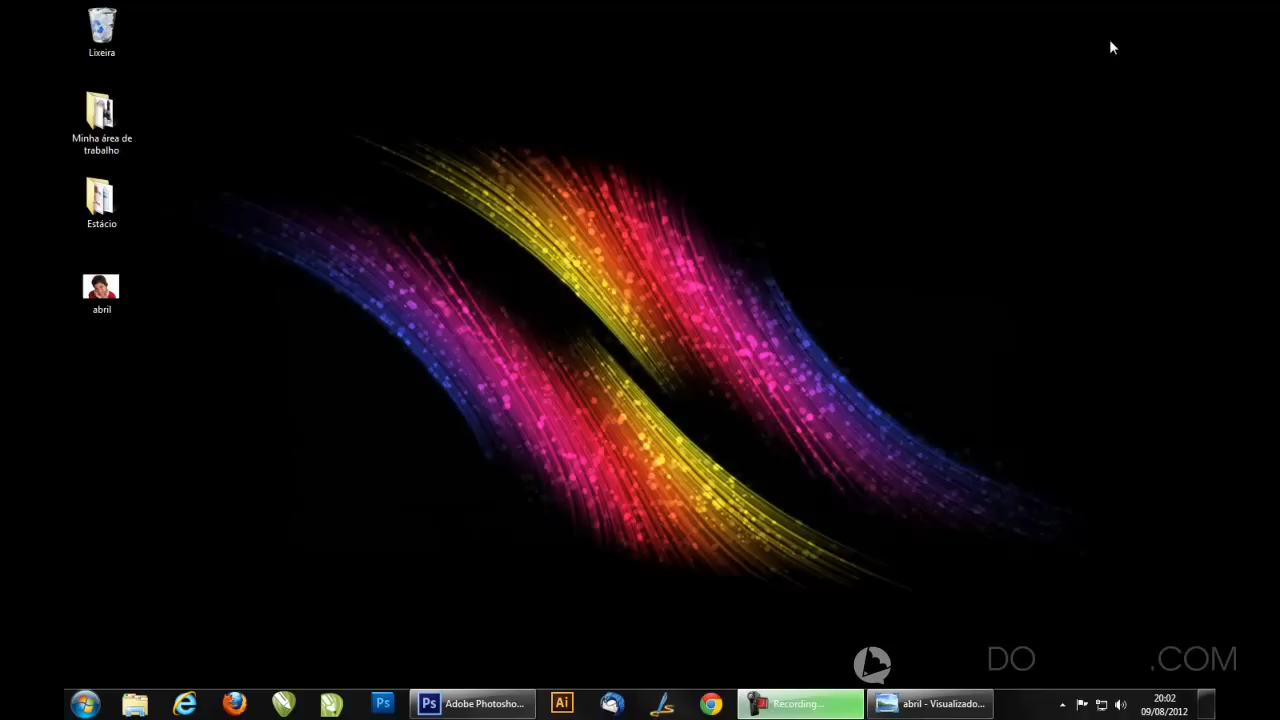 Lixeira
Minha área de
trabalho
Estácio
abril
DO .COM
Ps
Ps Adobe Photosho...
Ai
Recording...
abril - Visualizado...
20:02
09/08/2012